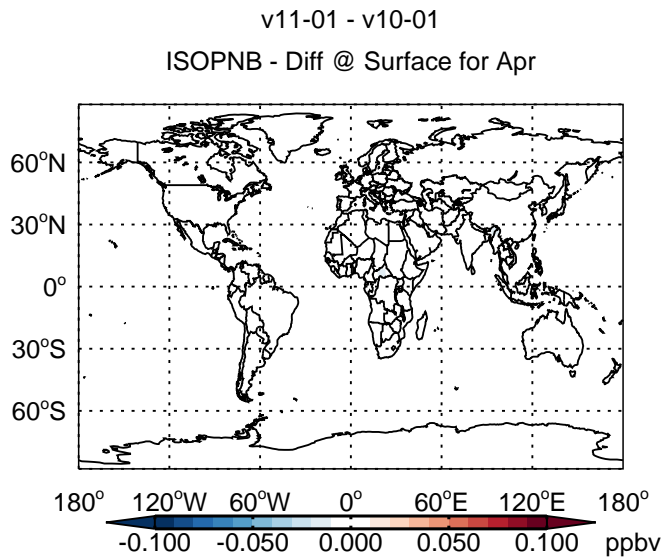 v11-01 - v10-01
ISOPNB - Diff @ Surface for Apr
60°N
30°N
0°
30°S
60°S
180° 120°W 60°W 0° 60°E 120°E 180°
-0.100 -0.050 0.000 0.050 0.100 ppbv